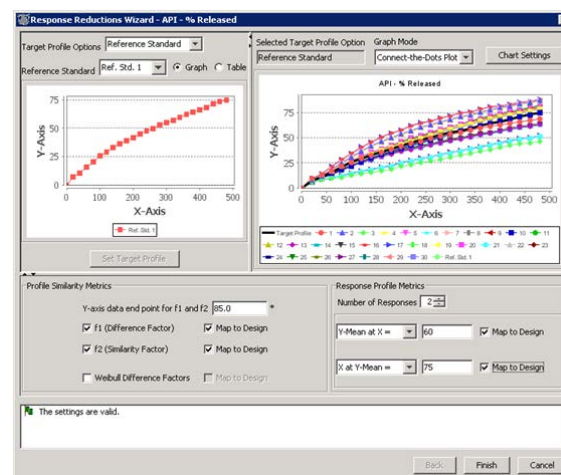 Response Reductions Wizard - API - % Released
Target Profile Options Reference Standard
Reference Standard Ref. Std. 1 Graph Table
75
50
25
0
Y-Axis
0 100 200 300 400 500
X-Axis
Ref. Std. 1
Set Target Profile
Selected Target Profile Option Graph Mode
Reference Standard Connect-the-Dots Plot Chart Settings
API - % Released
75
50
25
0
Y-Axis
0 50 100 150 200 250 300 350 400 450 500
X-Axis
Target Profile 1 2 3 4 5 6 7 8 9 10 11
12 13 14 15 16 17 18 19 20 21 22 23
24 25 26 27 28 29 30 Ref. Std. 1
Profile Similarity Metrics
Y-axis data end point for f1 and f2 85.0 *
f1 (Difference Factor) Map to Design
f2 (Similarity Factor) Map to Design
Weibull Difference Factors Map to Design
Response Profile Metrics
Number of Responses 2
Y-Mean at X = 60 Map to Design
X at Y-Mean = 75 Map to Design
The settings are valid.
Back Finish Cancel